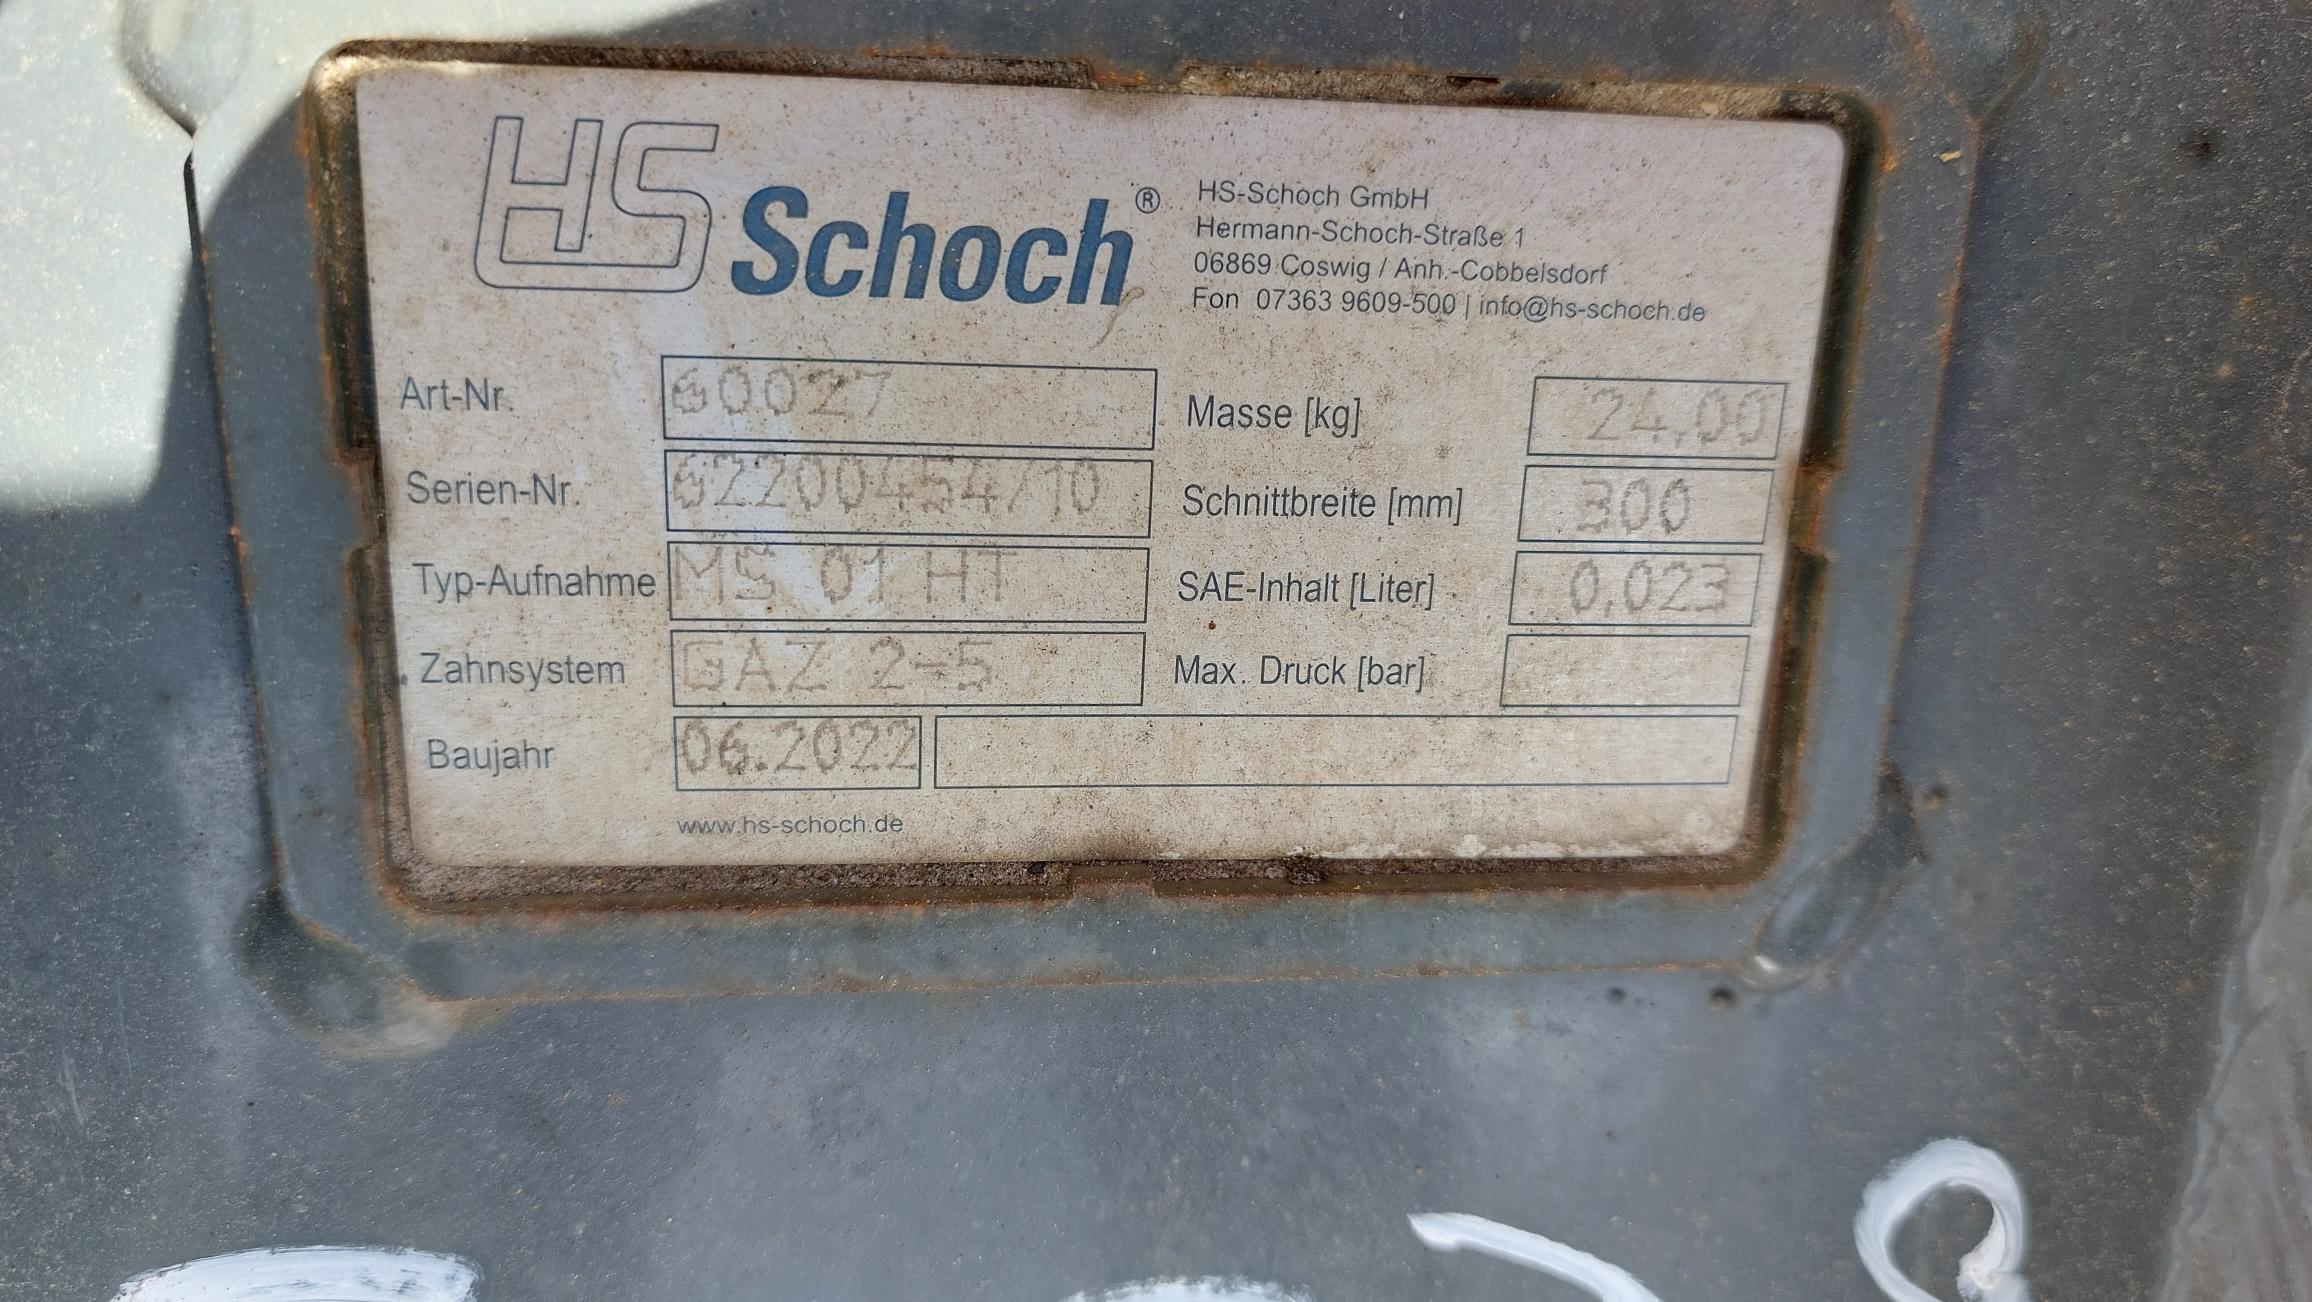 HS Schoch®
HS-Schoch GmbH
Hermann-Schoch-Straße 1
06869 Coswig / Anh.-Cobbelsdorf
Fon 07363 9609-500 | info@hs-schoch.de
Art-Nr. 60027
Serien-Nr. 62200454/10
Typ-Aufnahme MS 01 HT
Zahnsystem GAZ 2-5
Baujahr 06.2022
Masse [kg] 24,00
Schnittbreite [mm] 300
SAE-Inhalt [Liter] 0,023
Max. Druck [bar]
www.hs-schoch.de